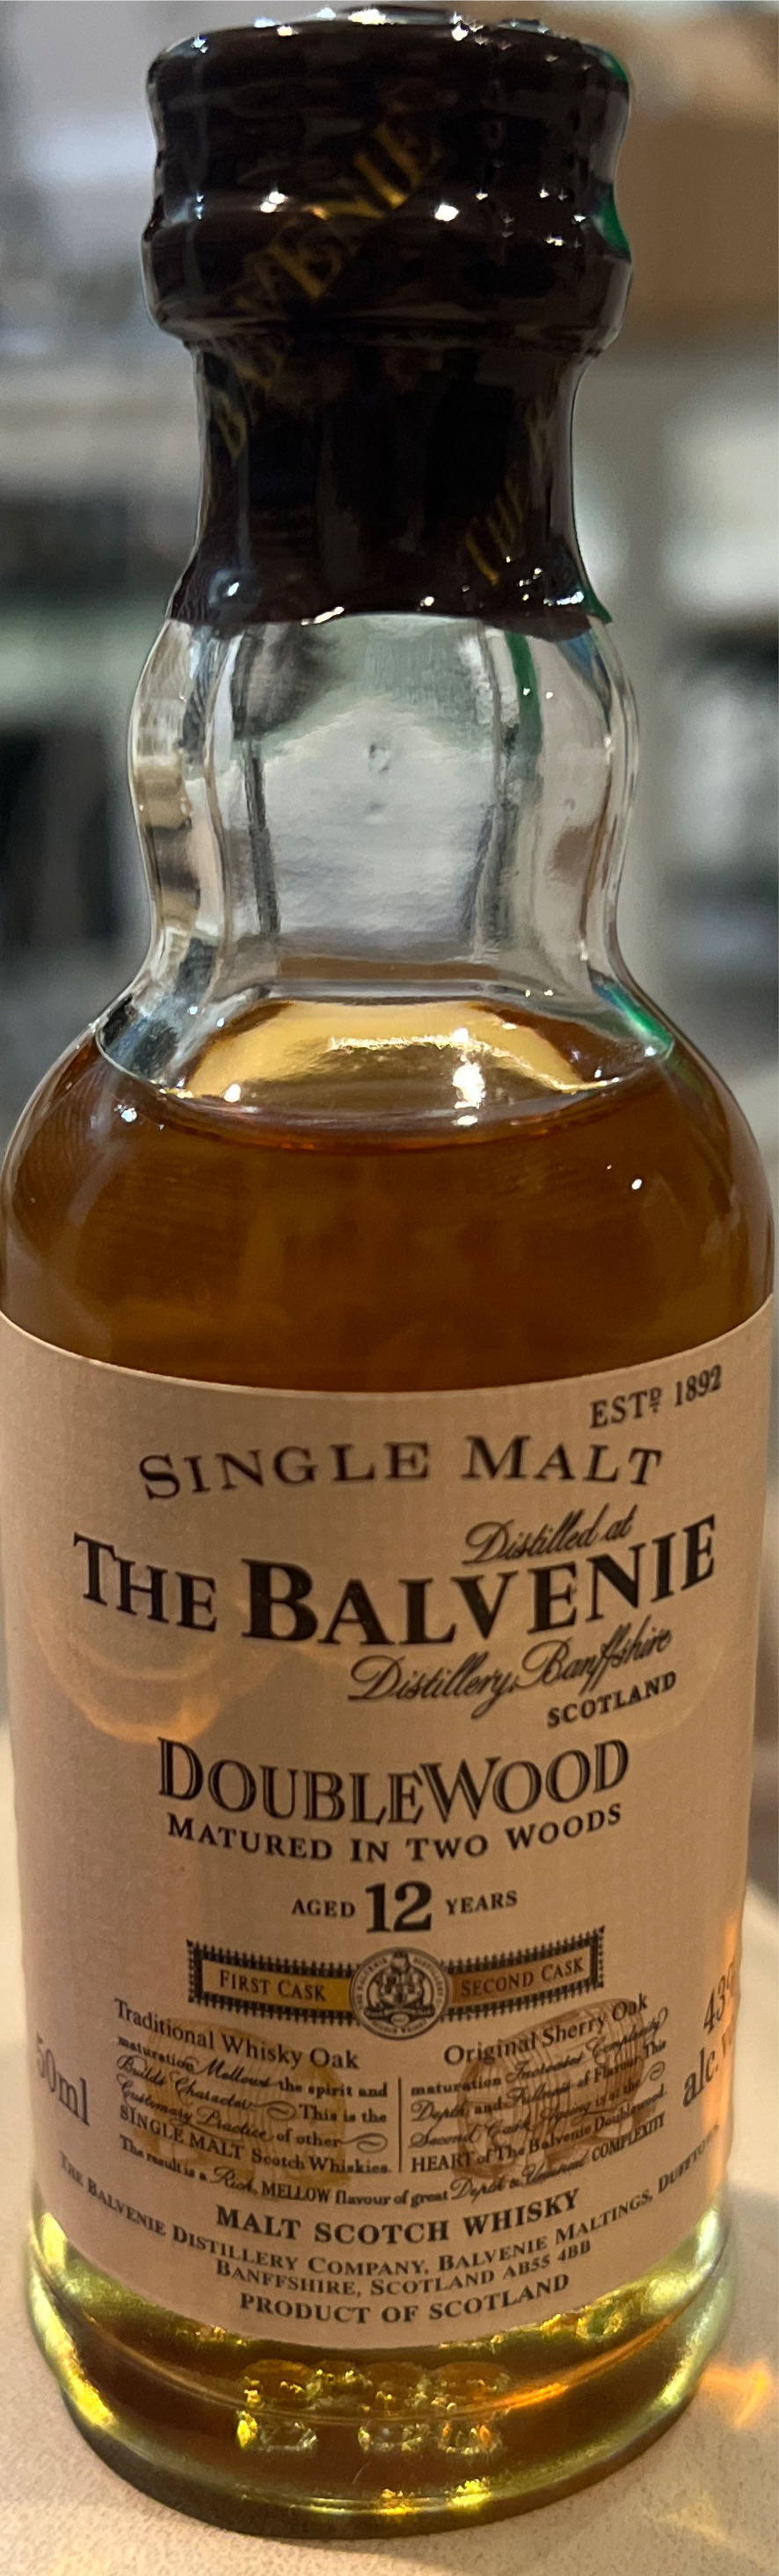 BALVENIE
THE B
ESTD 1892
SINGLE MALT
Distilled at
THE BALVENIE
Distillery, Banffshire
SCOTLAND
DOUBLEWOOD
MATURED IN TWO WOODS
AGED 12 YEARS
FIRST CASK
SECOND CASK
Traditional Whisky Oak
maturation Mellows the spirit and
Builds Character This is the
Customary Practice of other
SINGLE MALT Scotch Whiskies.
Original Sherry Oak
maturation Increases Complexity
Depth and Fullness of Flavour. This
Second Cask Ageing is at the
HEART of The Balvenie Doublewood.
The result is a Rich, MELLOW flavour of great Depth & Unusual COMPLEXITY
50ml
43%
alc.
MALT SCOTCH WHISKY
THE BALVENIE DISTILLERY COMPANY, BALVENIE MALTINGS, DUFFTOWN,
BANFFSHIRE, SCOTLAND AB55 4BB
PRODUCT OF SCOTLAND